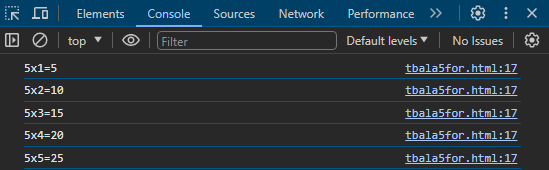 Elements Console Sources Network Performance
top Filter Default levels No Issues
5x1=5 tbala5for.html:17
5x2=10 tbala5for.html:17
5x3=15 tbala5for.html:17
5x4=20 tbala5for.html:17
5x5=25 tbala5for.html:17